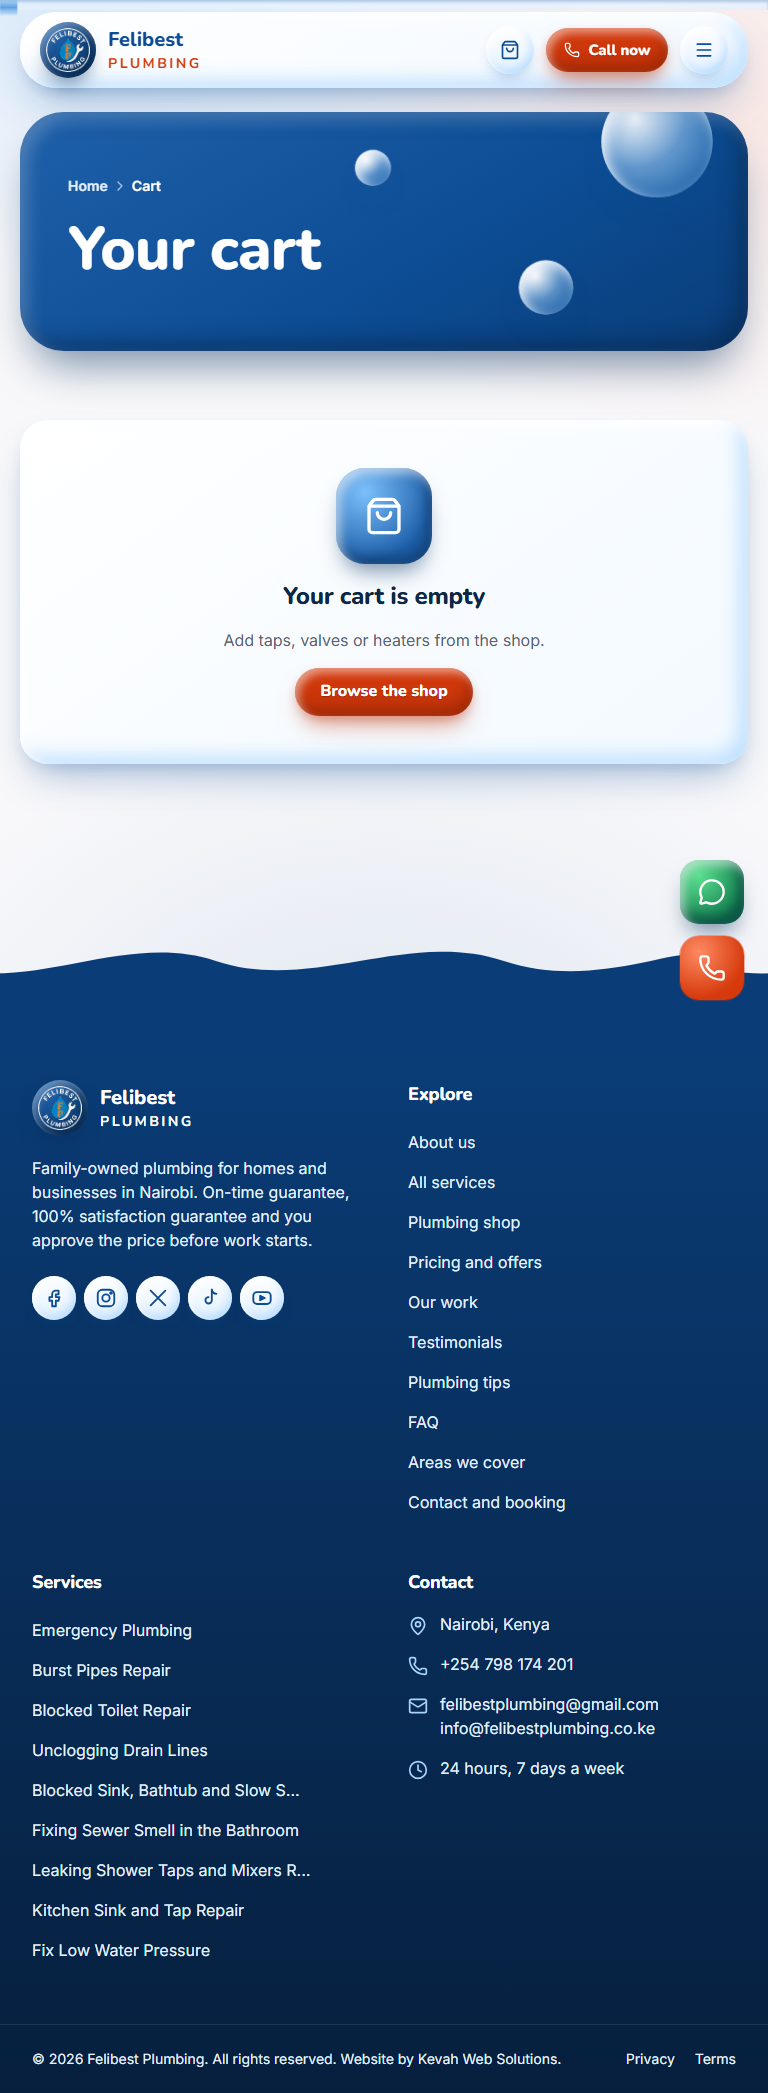 FELIBEST
PLUMBING
Felibest
PLUMBING
Call now
Home > Cart
Your cart
Your cart is empty
Add taps, valves or heaters from the shop.
Browse the shop
FELIBEST
PLUMBING
Felibest
PLUMBING
Family-owned plumbing for homes and
businesses in Nairobi. On-time guarantee,
100% satisfaction guarantee and you
approve the price before work starts.
Explore
About us
All services
Plumbing shop
Pricing and offers
Our work
Testimonials
Plumbing tips
FAQ
Areas we cover
Contact and booking
Services
Emergency Plumbing
Burst Pipes Repair
Blocked Toilet Repair
Unclogging Drain Lines
Blocked Sink, Bathtub and Slow S...
Fixing Sewer Smell in the Bathroom
Leaking Shower Taps and Mixers R...
Kitchen Sink and Tap Repair
Fix Low Water Pressure
Contact
Nairobi, Kenya
+254 798 174 201
felibestplumbing@gmail.com
info@felibestplumbing.co.ke
24 hours, 7 days a week
© 2026 Felibest Plumbing. All rights reserved. Website by Kevah Web Solutions.
Privacy Terms